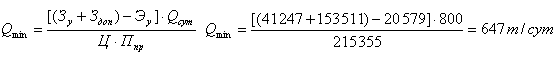 Q_min = [(З_у + З_доп) − Э_у] · Q_сут / (Ц · П_пр)  Q_min = [(41247 + 153511) − 20579] · 800 / 215355 = 647 т/сут